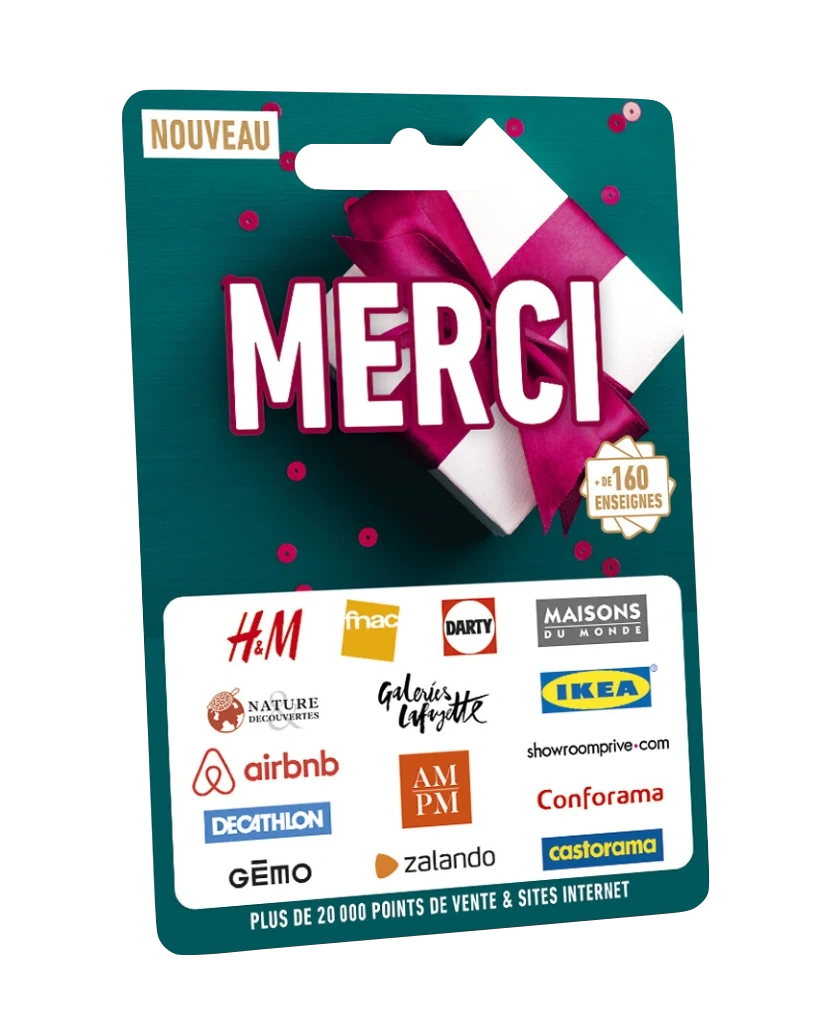 NOUVEAU
MERCI
+ DE 160
ENSEIGNES
H&M
fnac
DARTY
MAISONS
DU MONDE
NATURE
&
DECOUVERTES
Galeries
Lafayette
IKEA®
airbnb
AM
PM
showroomprive•com
Conforama
DECATHLON
GĒMO
zalando
castorama
PLUS DE 20 000 POINTS DE VENTE & SITES INTERNET